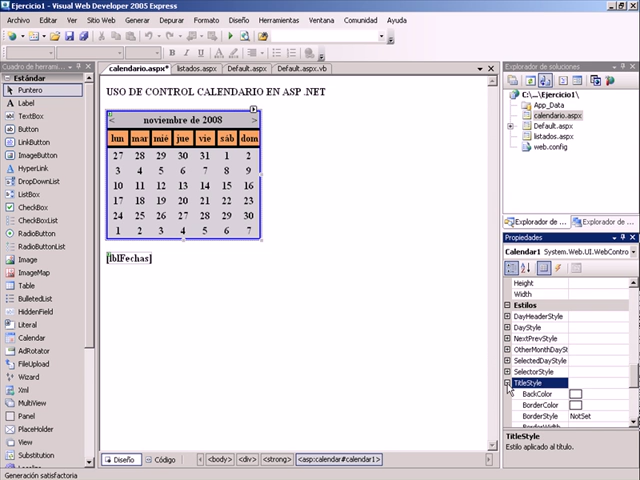 Ejercicio1 - Visual Web Developer 2005 Express
Archivo Editar Ver Sitio Web Generar Depurar Formato Diseño Herramientas Ventana Comunidad Ayuda
Cuadro de herrami...
Estándar
Puntero
Label
TextBox
Button
LinkButton
ImageButton
HyperLink
DropDownList
ListBox
CheckBox
CheckBoxList
RadioButton
RadioButtonList
Image
ImageMap
Table
BulletedList
HiddenField
Literal
Calendar
AdRotator
FileUpload
Wizard
Xml
MultiView
Panel
PlaceHolder
View
Substitution
calendario.aspx* listados.aspx Default.aspx Default.aspx.vb
USO DE CONTROL CALENDARIO EN ASP .NET
< noviembre de 2008 >
lun mar mié jue vie sáb dom
27 28 29 30 31 1 2
3 4 5 6 7 8 9
10 11 12 13 14 15 16
17 18 19 20 21 22 23
24 25 26 27 28 29 30
1 2 3 4 5 6 7
[lblFechas]
Diseño Código <body> <div> <strong> <asp:calendar#calendar1>
Explorador de soluciones
C:\...\Ejercicio1\
App_Data
calendario.aspx
Default.aspx
listados.aspx
web.config
Explorador de ... Explorador de ...
Propiedades
Calendar1 System.Web.UI.WebContro
Height
Width
Estilos
DayHeaderStyle
DayStyle
NextPrevStyle
OtherMonthDaySt
SelectedDayStyle
SelectorStyle
TitleStyle
BackColor
BorderColor
BorderStyle NotSet
BorderWidth
TitleStyle
Estilo aplicado al título.
Generación satisfactoria